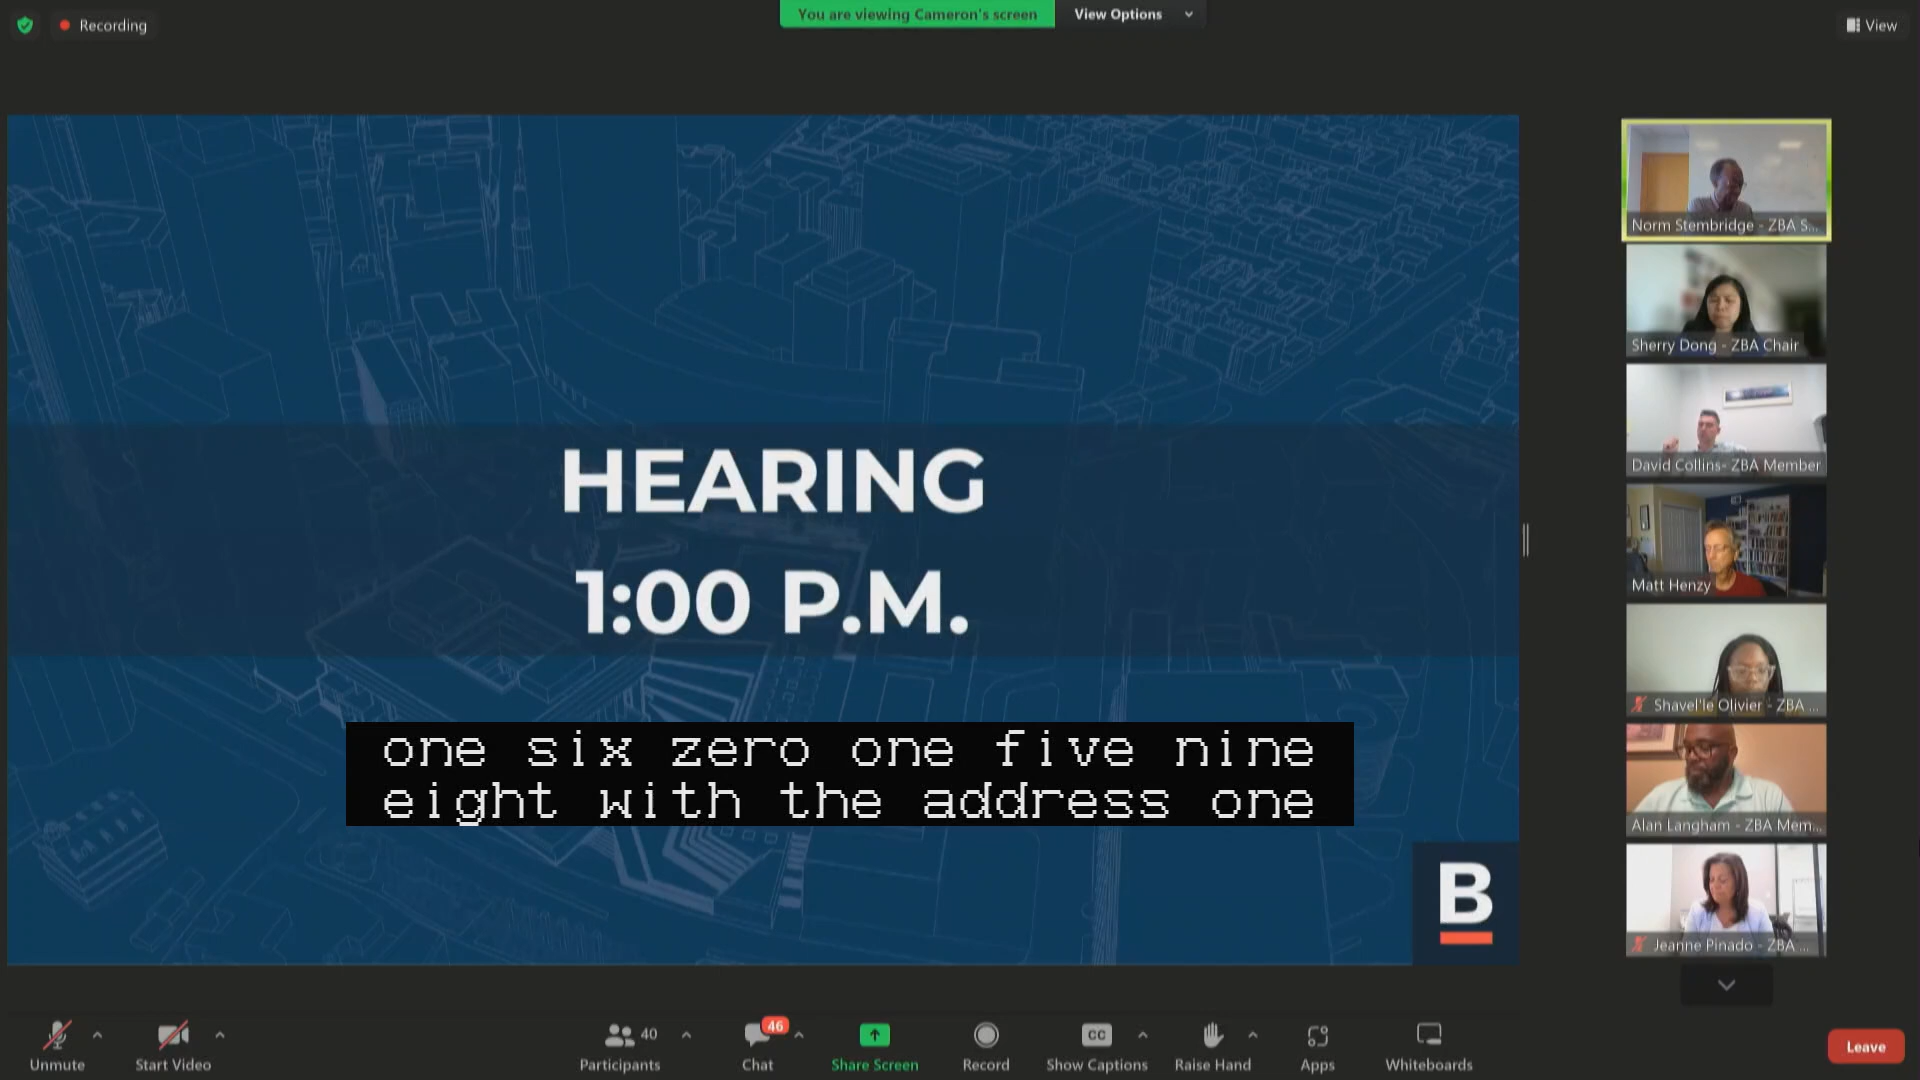 Recording
You are viewing Cameron's screen
View Options
View
HEARING
1:00 P.M.
one six zero one five nine
eight with the address one
B
Norm Stembridge - ZBA S...
Sherry Dong - ZBA Chair
David Collins- ZBA Member
Matt Henzy
Shavel'le Olivier - ZBA ...
Alan Langham - ZBA Mem...
Jeanne Pinado - ZBA ...
Unmute
Start Video
40
Participants
46
Chat
Share Screen
Record
CC
Show Captions
Raise Hand
Apps
Whiteboards
Leave